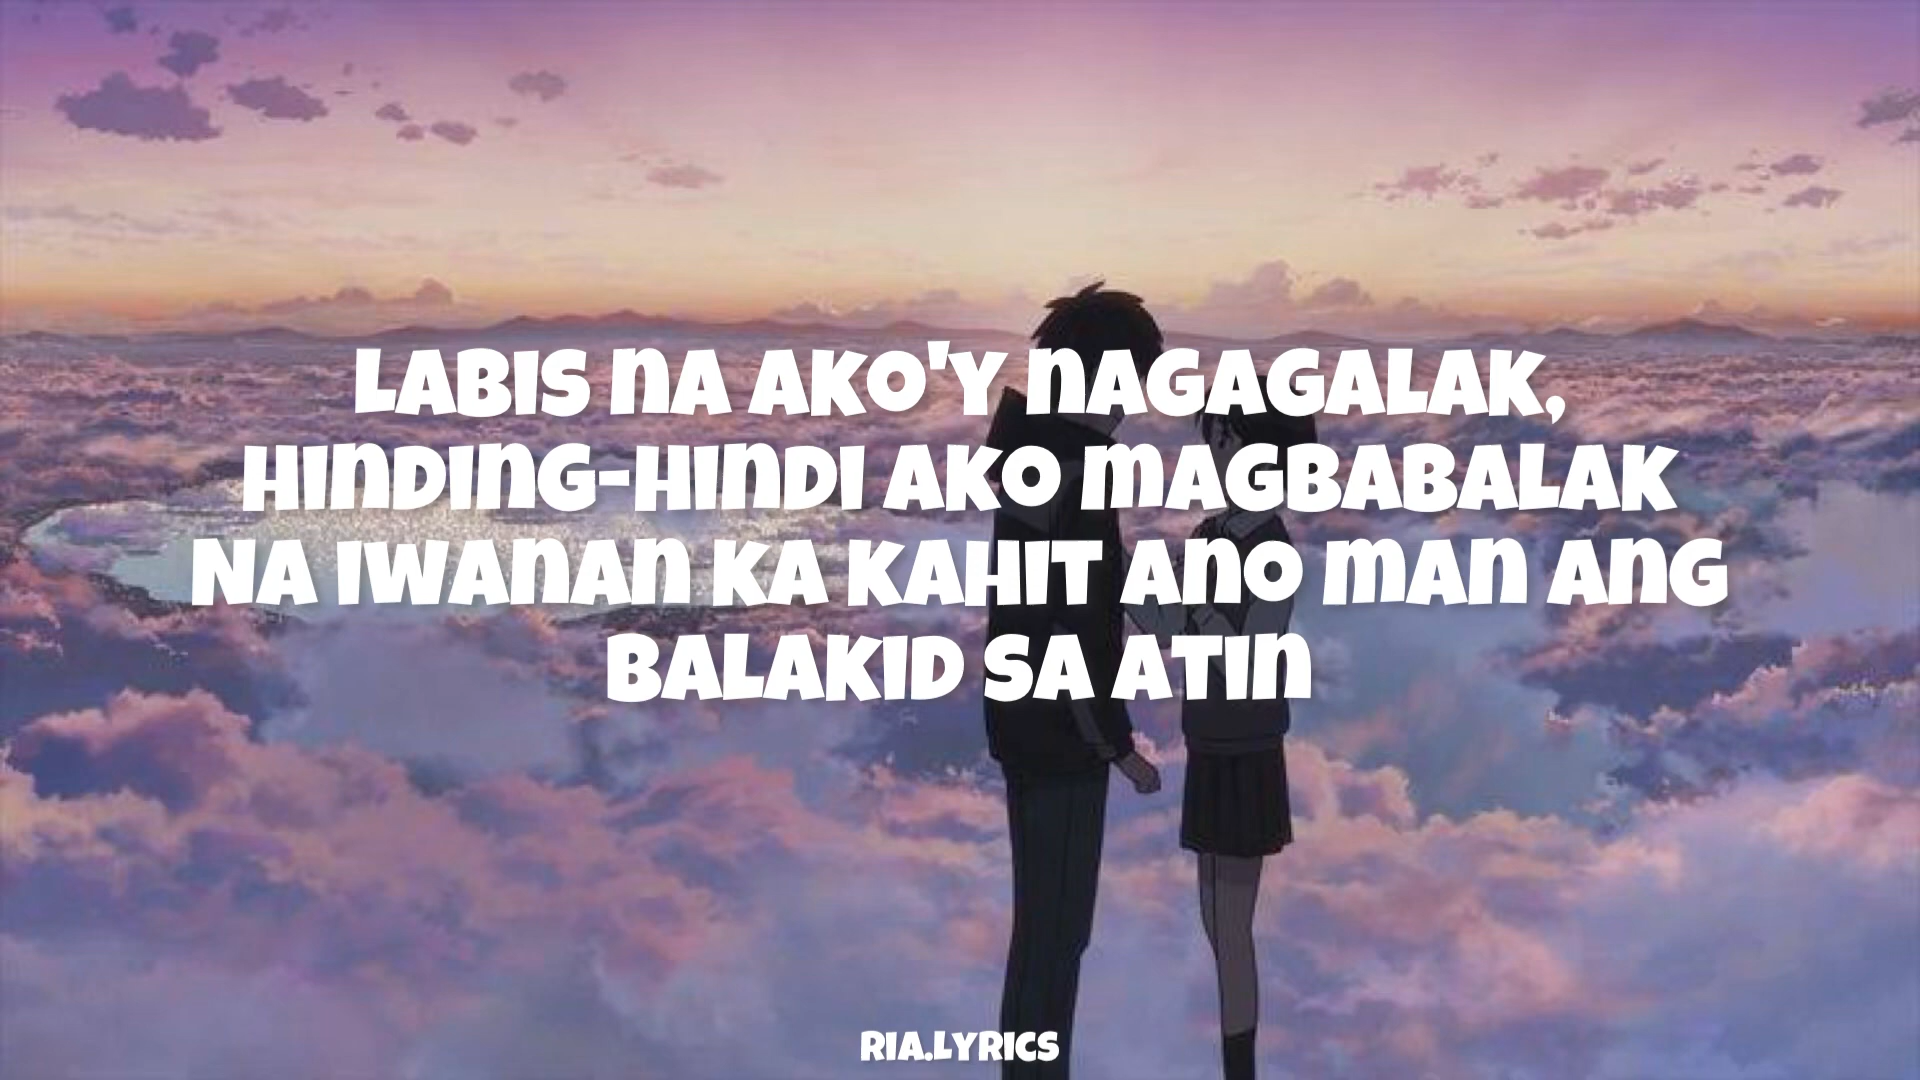 Labis na ako'y nagagalak,
hinding-hindi ako magbabalak
na iwanan ka kahit ano man ang
balakid sa atin
RIA.LYRICS